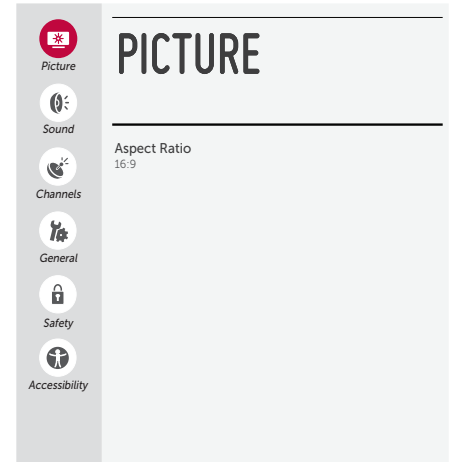 Picture
Sound
Channels
General
Safety
Accessibility
PICTURE
Aspect Ratio
16:9